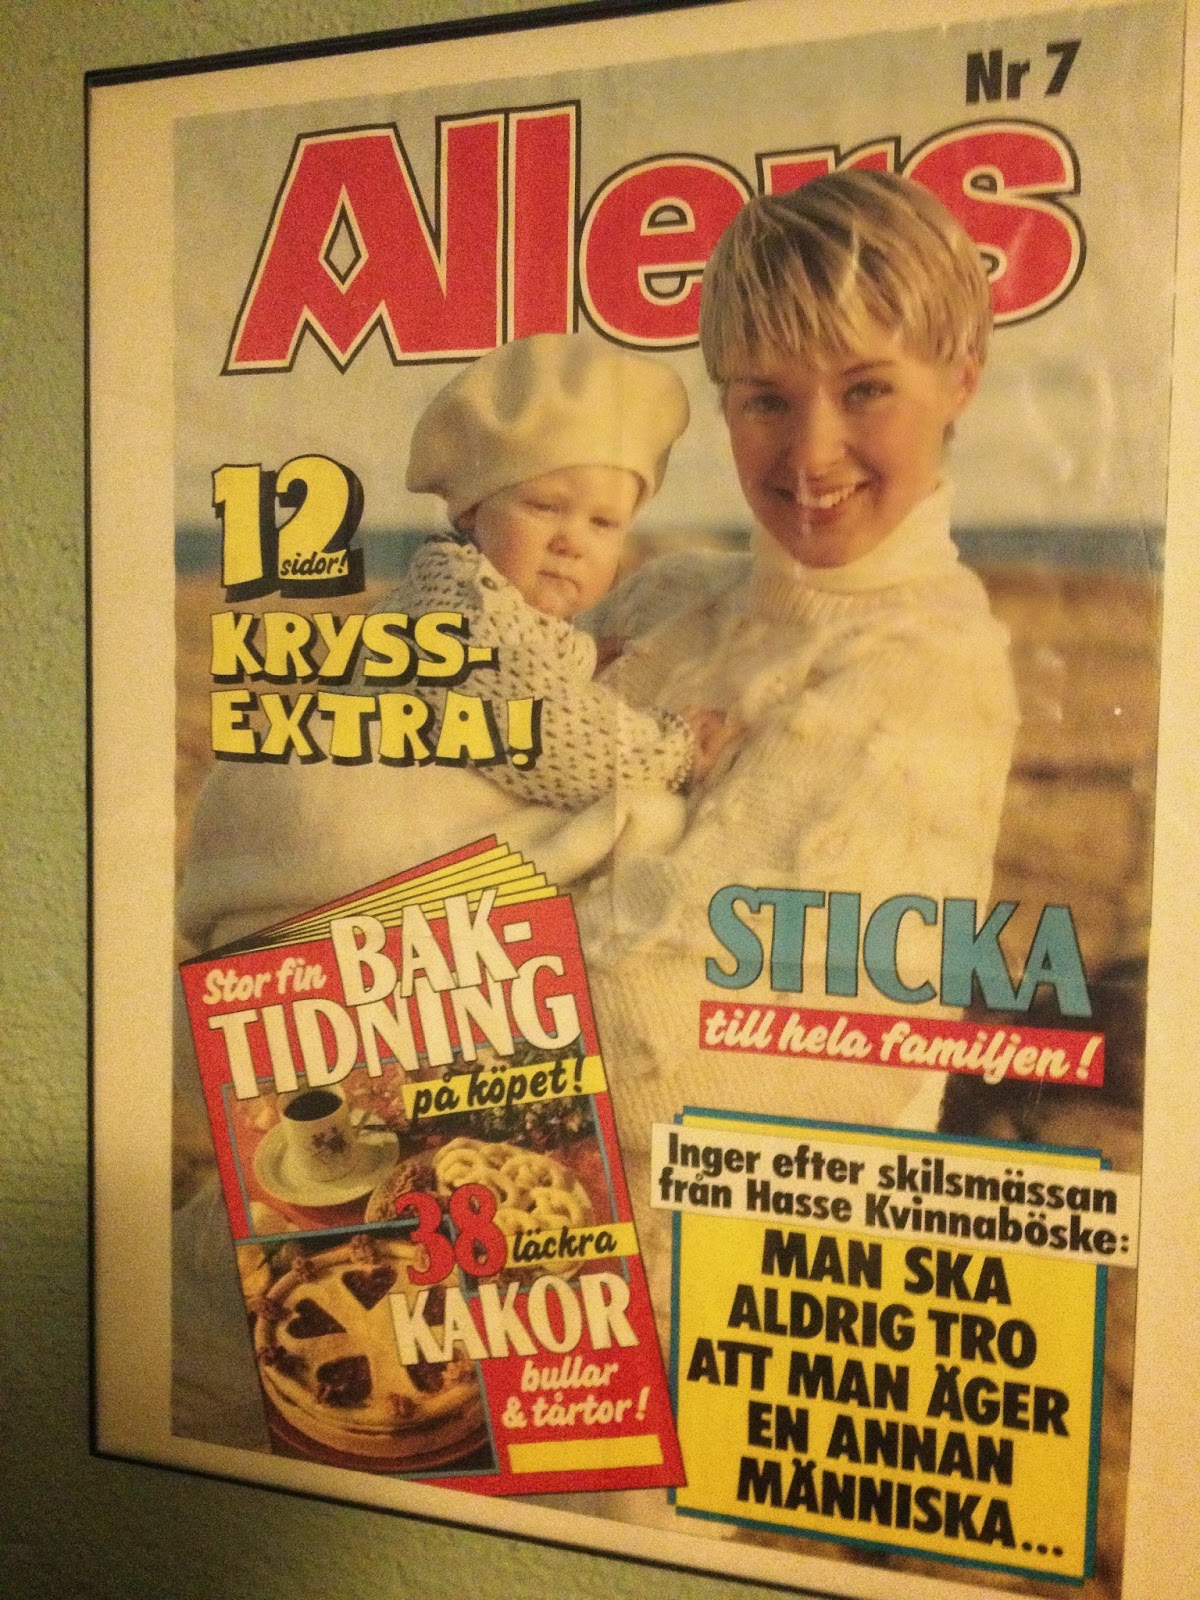 Nr 7
Allers
12
sidor!
KRYSS-
EXTRA!
Stor fin BAK-
TIDNING
på köpet!
38 läckra
KAKOR
bullar
& tårtor!
STICKA
till hela familjen!
Inger efter skilsmässan
från Hasse Kvinnaböske:
MAN SKA
ALDRIG TRO
ATT MAN ÄGER
EN ANNAN
MÄNNISKA...